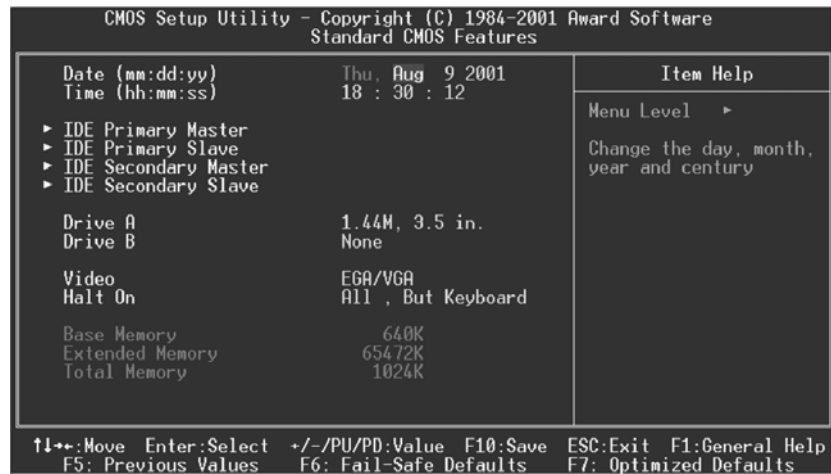 CMOS Setup Utility - Copyright (C) 1984-2001 Award Software
Standard CMOS Features
Date (mm:dd:yy) Thu, Aug 9 2001
Time (hh:mm:ss) 18 : 30 : 12
► IDE Primary Master
► IDE Primary Slave
► IDE Secondary Master
► IDE Secondary Slave
Drive A 1.44M, 3.5 in.
Drive B None
Video EGA/VGA
Halt On All , But Keyboard
Base Memory 640K
Extended Memory 65472K
Total Memory 1024K
Item Help
Menu Level ►
Change the day, month,
year and century
↑↓→←:Move Enter:Select +/-/PU/PD:Value F10:Save ESC:Exit F1:General Help
F5: Previous Values F6: Fail-Safe Defaults F7: Optimized Defaults